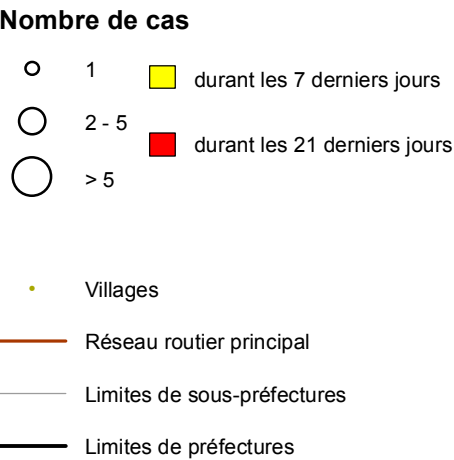 Nombre de cas
1
durant les 7 derniers jours
2 - 5
durant les 21 derniers jours
> 5
Villages
Réseau routier principal
Limites de sous-préfectures
Limites de préfectures